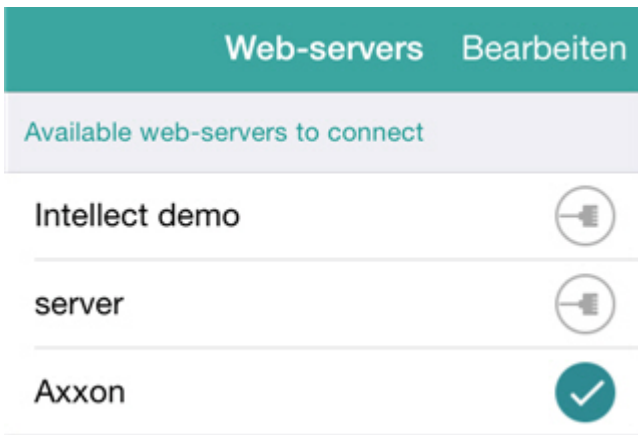 Web-servers Bearbeiten
Available web-servers to connect
Intellect demo
server
Axxon